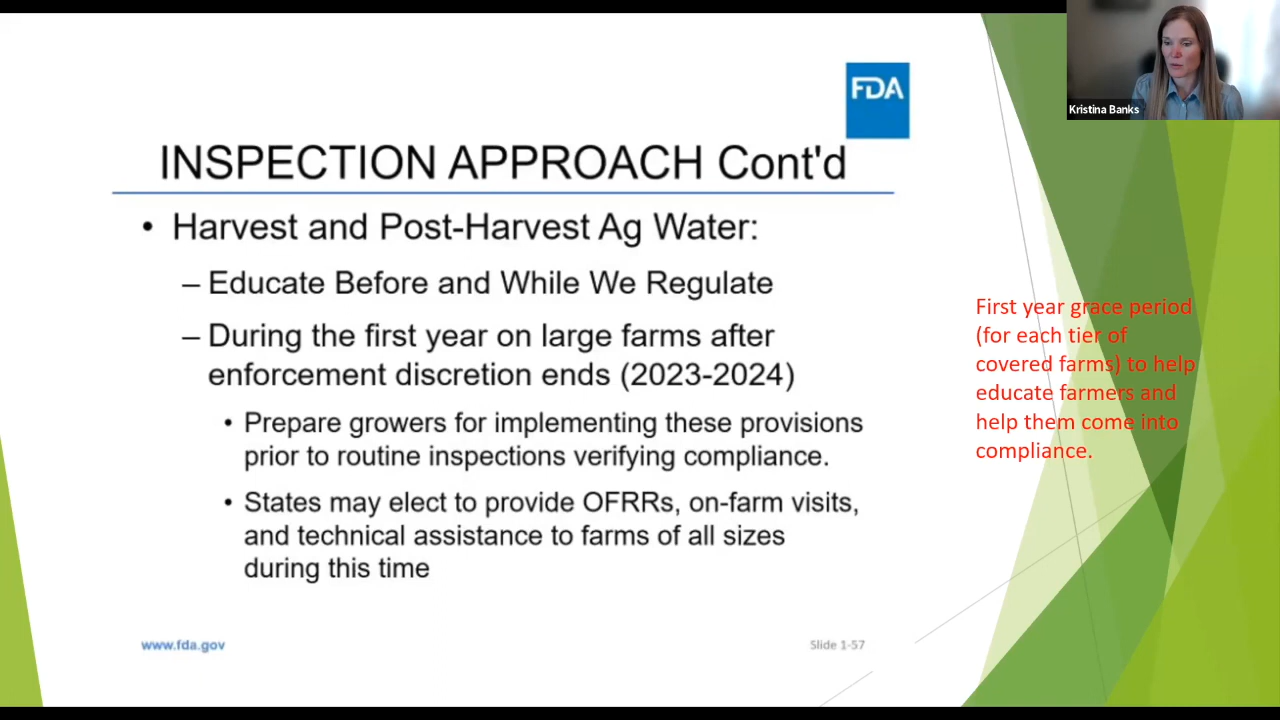 FDA
Kristina Banks
INSPECTION APPROACH Cont'd
• Harvest and Post-Harvest Ag Water:
– Educate Before and While We Regulate
– During the first year on large farms after
enforcement discretion ends (2023-2024)
• Prepare growers for implementing these provisions
prior to routine inspections verifying compliance.
• States may elect to provide OFRRs, on-farm visits,
and technical assistance to farms of all sizes
during this time
First year grace period
(for each tier of
covered farms) to help
educate farmers and
help them come into
compliance.
www.fda.gov
Slide 1-57